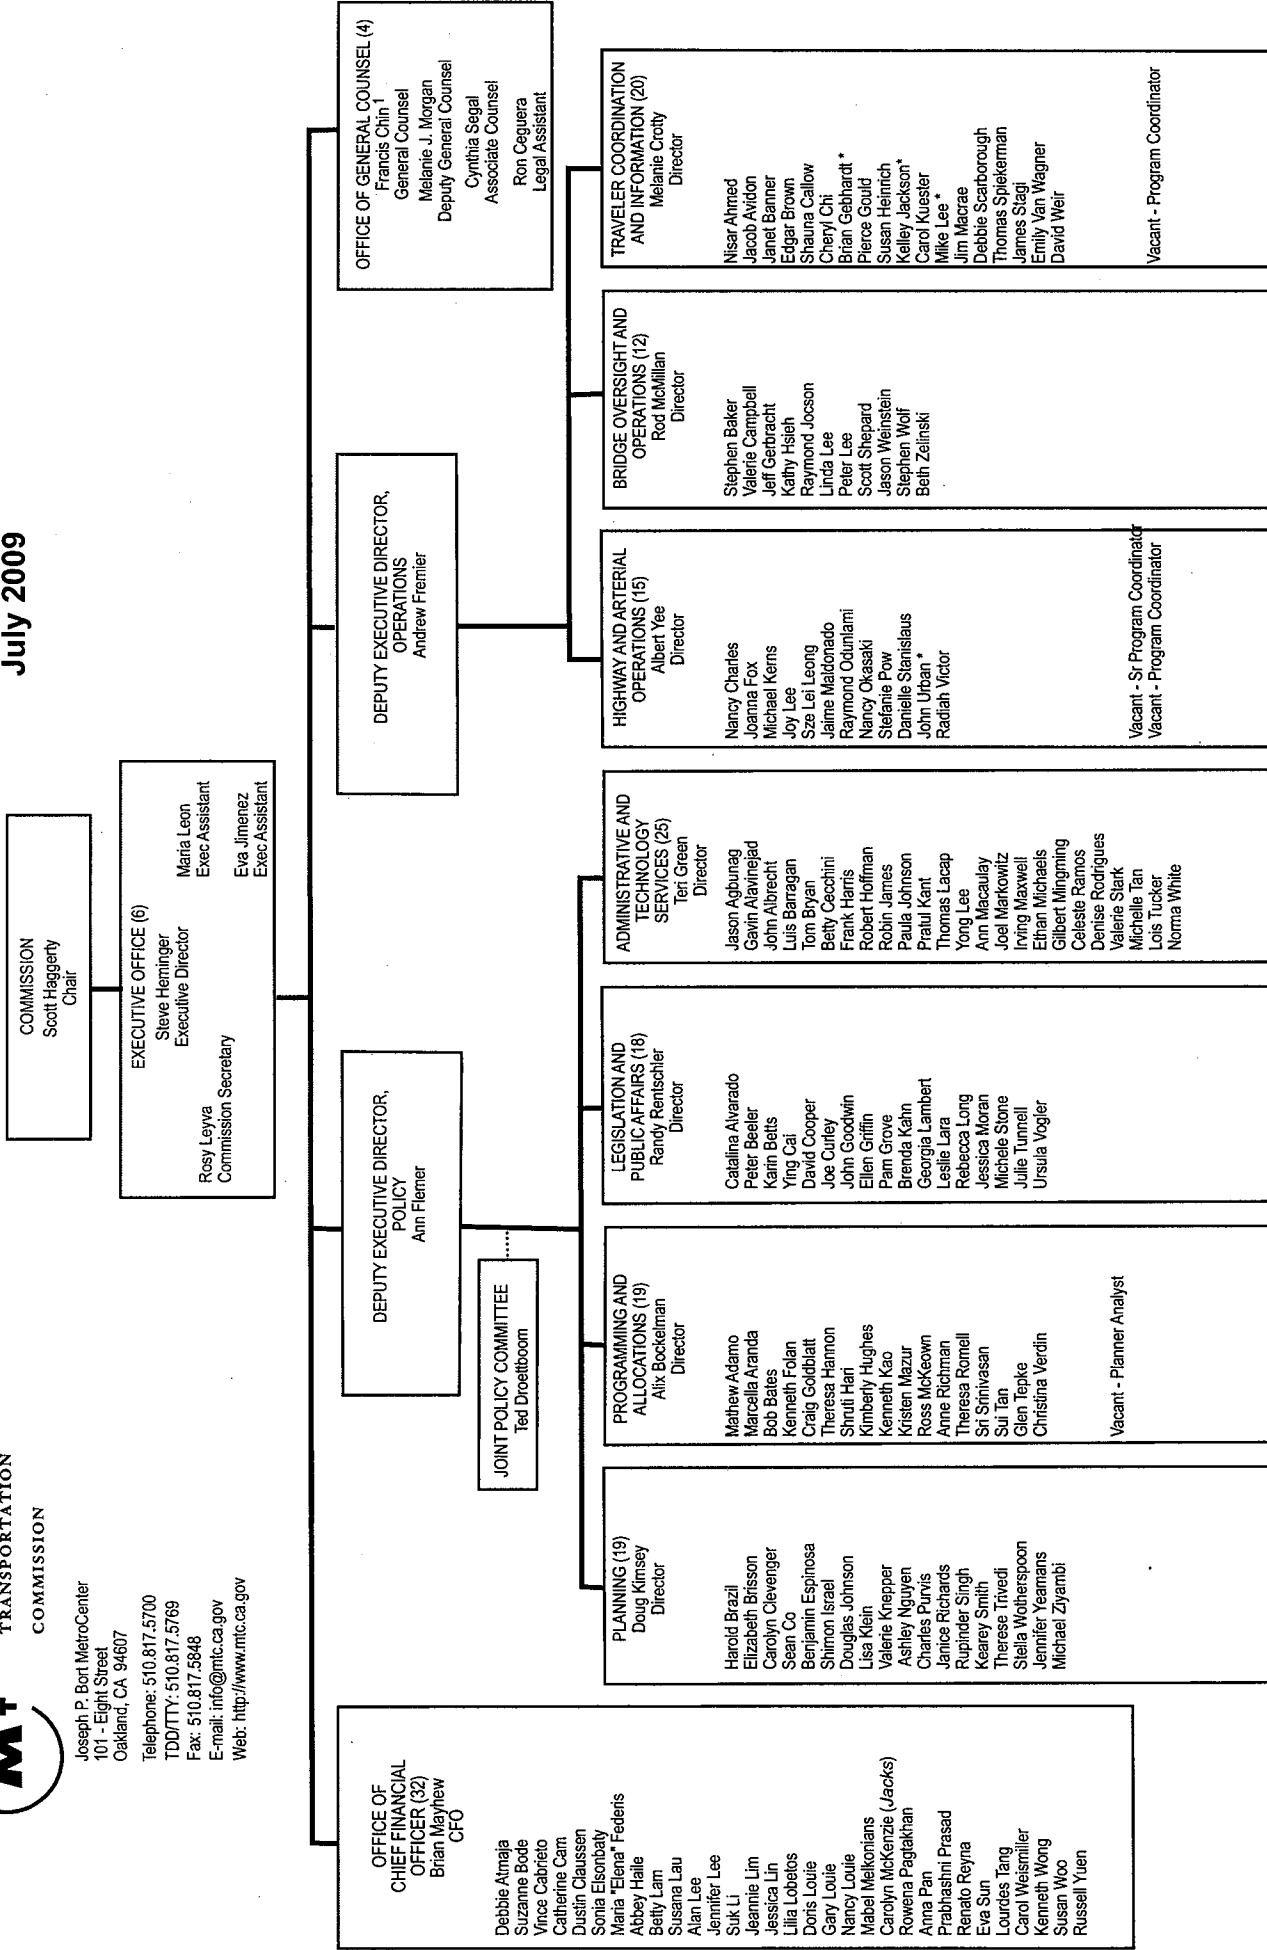 TRANSPORTATION
COMMISSION
Joseph P. Bort MetroCenter
101 - Eight Street
Oakland, CA 94607
Telephone: 510.817.5700
TDD/TTY: 510.817.5769
Fax: 510.817.5848
E-mail: info@mtc.ca.gov
Web: http://www.mtc.ca.gov
July 2009
COMMISSION
Scott Haggerty
Chair
EXECUTIVE OFFICE (6)
Steve Heminger
Executive Director
Rosy Leyva
Commission Secretary
Maria Leon
Exec Assistant
Eva Jimenez
Exec Assistant
OFFICE OF
CHIEF FINANCIAL
OFFICER (32)
Brian Mayhew
CFO
Debbie Atmaja
Suzanne Bode
Vince Cabrieto
Catherine Cam
Dustin Claussen
Sonia Elsonbaty
Maria "Elena" Federis
Abbey Haile
Betty Lam
Susana Lau
Alan Lee
Jennifer Lee
Suk Li
Jeannie Lim
Jessica Lin
Lilia Lobetos
Doris Louie
Gary Louie
Nancy Louie
Mabel Melkonians
Carolyn McKenzie (Jacks)
Rowena Pagtakhan
Anna Pan
Prabhashni Prasad
Renato Reyna
Eva Sun
Lourdes Tang
Carol Weismiller
Kenneth Wong
Susan Woo
Russell Yuen
DEPUTY EXECUTIVE DIRECTOR,
POLICY
Ann Flemer
JOINT POLICY COMMITTEE
Ted Droettboom
PLANNING (19)
Doug Kimsey
Director
Harold Brazil
Elizabeth Brisson
Carolyn Clevenger
Sean Co
Benjamin Espinosa
Shimon Israel
Douglas Johnson
Lisa Klein
Valerie Knepper
Ashley Nguyen
Charles Purvis
Janice Richards
Rupinder Singh
Kearey Smith
Therese Trivedi
Stella Wotherspoon
Jennifer Yeamans
Michael Ziyambi
PROGRAMMING AND
ALLOCATIONS (19)
Alix Bockelman
Director
Mathew Adamo
Marcella Aranda
Bob Bates
Kenneth Folan
Craig Goldblatt
Theresa Hannon
Shruti Hari
Kimberly Hughes
Kenneth Kao
Kristen Mazur
Ross McKeown
Anne Richman
Theresa Romell
Sri Srinivasan
Sui Tan
Glen Tepke
Christina Verdin
Vacant - Planner Analyst
LEGISLATION AND
PUBLIC AFFAIRS (18)
Randy Rentschler
Director
Catalina Alvarado
Peter Beeler
Karin Betts
Ying Cai
David Cooper
Joe Curley
John Goodwin
Ellen Griffin
Pam Grove
Brenda Kahn
Georgia Lambert
Leslie Lara
Rebecca Long
Jessica Moran
Michele Stone
Julie Tunnell
Ursula Vogler
ADMINISTRATIVE AND
TECHNOLOGY
SERVICES (25)
Teri Green
Director
Jason Agbunag
Gavin Alavinejad
John Albrecht
Luis Barragan
Tom Bryan
Betty Cecchini
Frank Harris
Robert Hoffman
Robin James
Paula Johnson
Pratul Kant
Thomas Lacap
Yong Lee
Ann Macaulay
Joel Markowitz
Irving Maxwell
Ethan Michaels
Gilbert Mingming
Celeste Ramos
Denise Rodrigues
Valerie Stark
Michelle Tan
Lois Tucker
Norma White
DEPUTY EXECUTIVE DIRECTOR,
OPERATIONS
Andrew Fremier
HIGHWAY AND ARTERIAL
OPERATIONS (15)
Albert Yee
Director
Nancy Charles
Joanna Fox
Michael Kerns
Joy Lee
Sze Lei Leong
Jaime Maldonado
Raymond Odunlami
Nancy Okasaki
Stefanie Pow
Danielle Stanislaus
John Urban *
Radiah Victor
Vacant - Sr Program Coordinator
Vacant - Program Coordinator
BRIDGE OVERSIGHT AND
OPERATIONS (12)
Rod McMillan
Director
Stephen Baker
Valerie Campbell
Jeff Gerbracht
Kathy Hsieh
Raymond Jocson
Linda Lee
Peter Lee
Scott Shepard
Jason Weinstein
Stephen Wolf
Beth Zelinski
TRAVELER COORDINATION
AND INFORMATION (20)
Melanie Crotty
Director
Nisar Ahmed
Jacob Avidon
Janet Banner
Edgar Brown
Shauna Callow
Cheryl Chi
Brian Gebhardt *
Pierce Gould
Susan Heinrich
Kelley Jackson*
Carol Kuester
Mike Lee *
Jim Macrae
Debbie Scarborough
Thomas Spiekerman
James Stagi
Emily Van Wagner
David Weir
Vacant - Program Coordinator
OFFICE OF GENERAL COUNSEL (4)
Francis Chin 1
General Counsel
Melanie J. Morgan
Deputy General Counsel
Cynthia Segal
Associate Counsel
Ron Ceguera
Legal Assistant